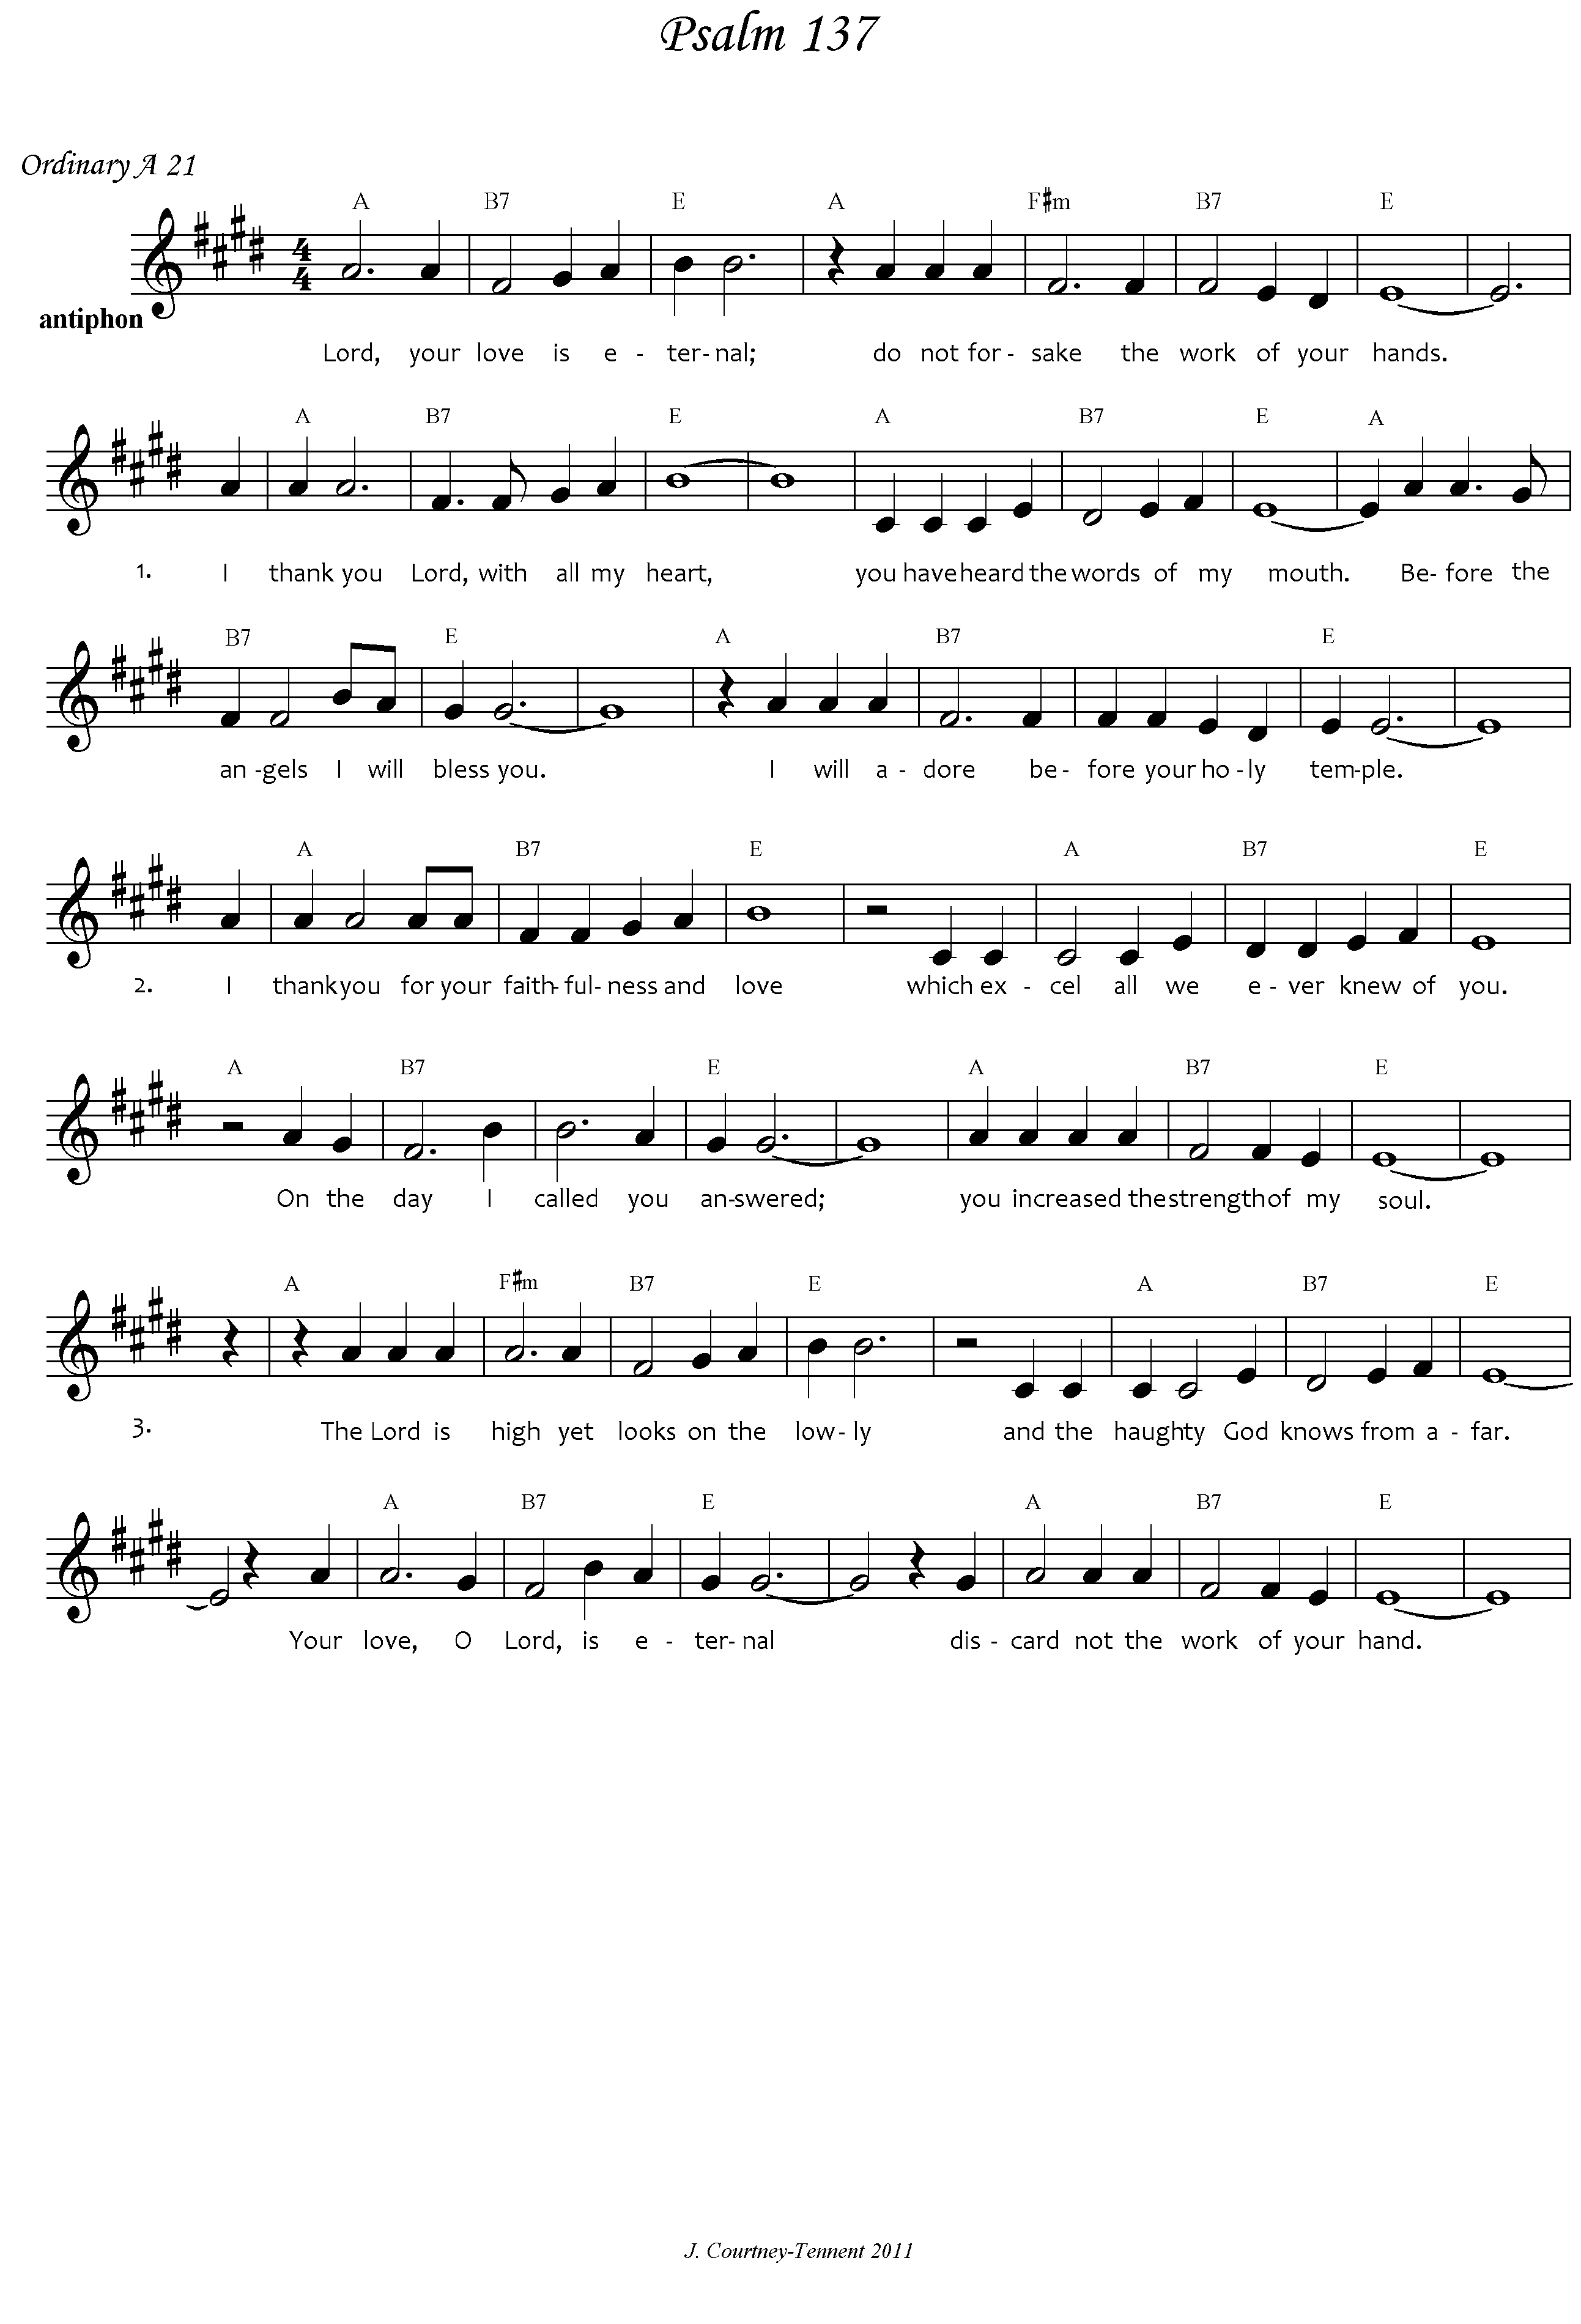 Psalm 137
Ordinary A 21
A B7 E A F#m B7 E
antiphon
Lord, your love is e - ter- nal; do not for- sake the work of your hands.
A B7 E A B7 E A
1. I thank you Lord, with all my heart, you have heard the words of my mouth. Be- fore the
B7 E A B7 E
an -gels I will bless you. I will a - dore be- fore your ho -ly tem-ple.
A B7 E A B7 E
2. I thank you for your faith- ful- ness and love which ex - cel all we e - ver knew of you.
A B7 E A B7 E
On the day I called you an-swered; you increased the strength of my soul.
A F#m B7 E A B7 E
3. The Lord is high yet looks on the low- ly and the haughty God knows from a - far.
A B7 E A B7 E
Your love, O Lord, is e - ter- nal dis - card not the work of your hand.
J. Courtney-Tennent 2011